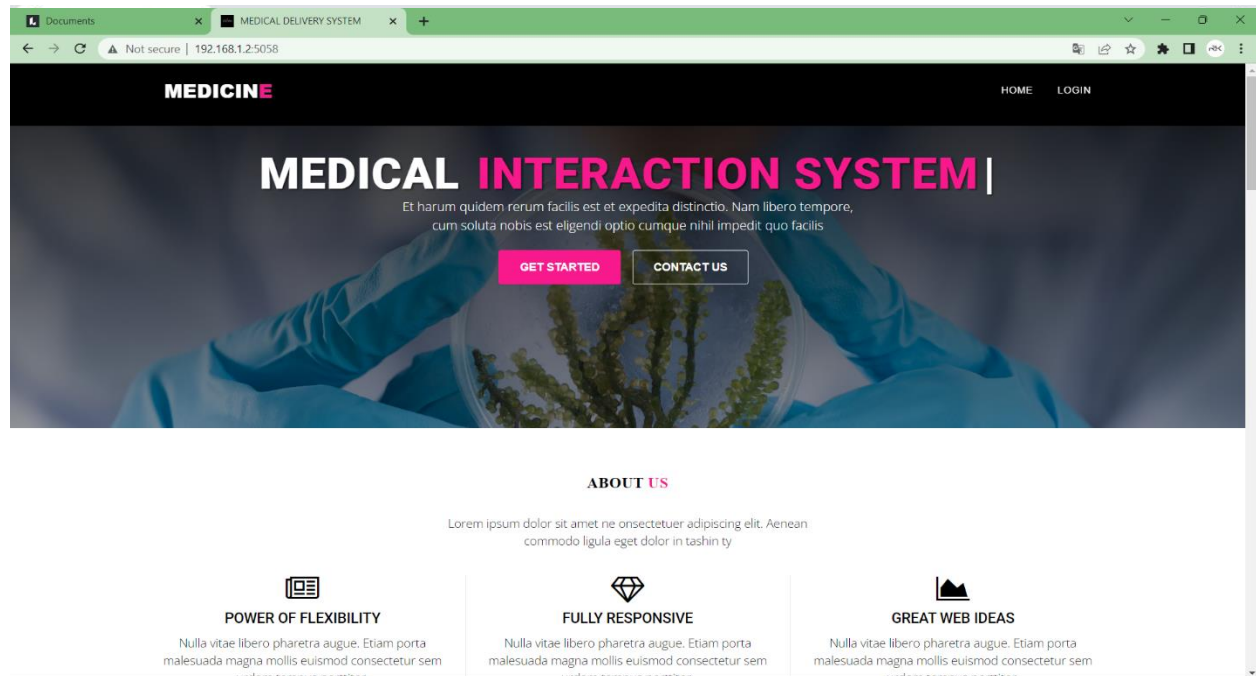 Documents
MEDICAL DELIVERY SYSTEM
Not secure | 192.168.1.2:5058
MEDICINE
HOME LOGIN
MEDICAL INTERACTION SYSTEM|
Et harum quidem rerum facilis est et expedita distinctio. Nam libero tempore,
cum soluta nobis est eligendi optio cumque nihil impedit quo facilis
GET STARTED CONTACT US
ABOUT US
Lorem ipsum dolor sit amet ne onsectetuer adipiscing elit. Aenean
commodo ligula eget dolor in tashin ty
POWER OF FLEXIBILITY
Nulla vitae libero pharetra augue. Etiam porta
malesuada magna mollis euismod consectetur sem
FULLY RESPONSIVE
Nulla vitae libero pharetra augue. Etiam porta
malesuada magna mollis euismod consectetur sem
GREAT WEB IDEAS
Nulla vitae libero pharetra augue. Etiam porta
malesuada magna mollis euismod consectetur sem